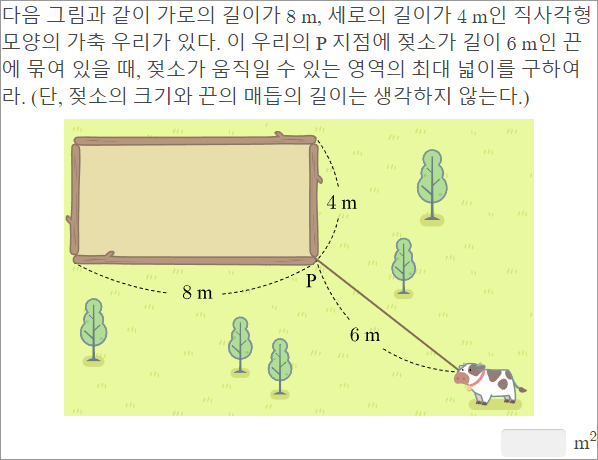 다음 그림과 같이 가로의 길이가 8 m, 세로의 길이가 4 m인 직사각형
모양의 가축 우리가 있다. 이 우리의 P 지점에 젖소가 길이 6 m인 끈
에 묶여 있을 때, 젖소가 움직일 수 있는 영역의 최대 넓이를 구하여
라. (단, 젖소의 크기와 끈의 매듭의 길이는 생각하지 않는다.)
4 m
P
8 m
6 m
m²